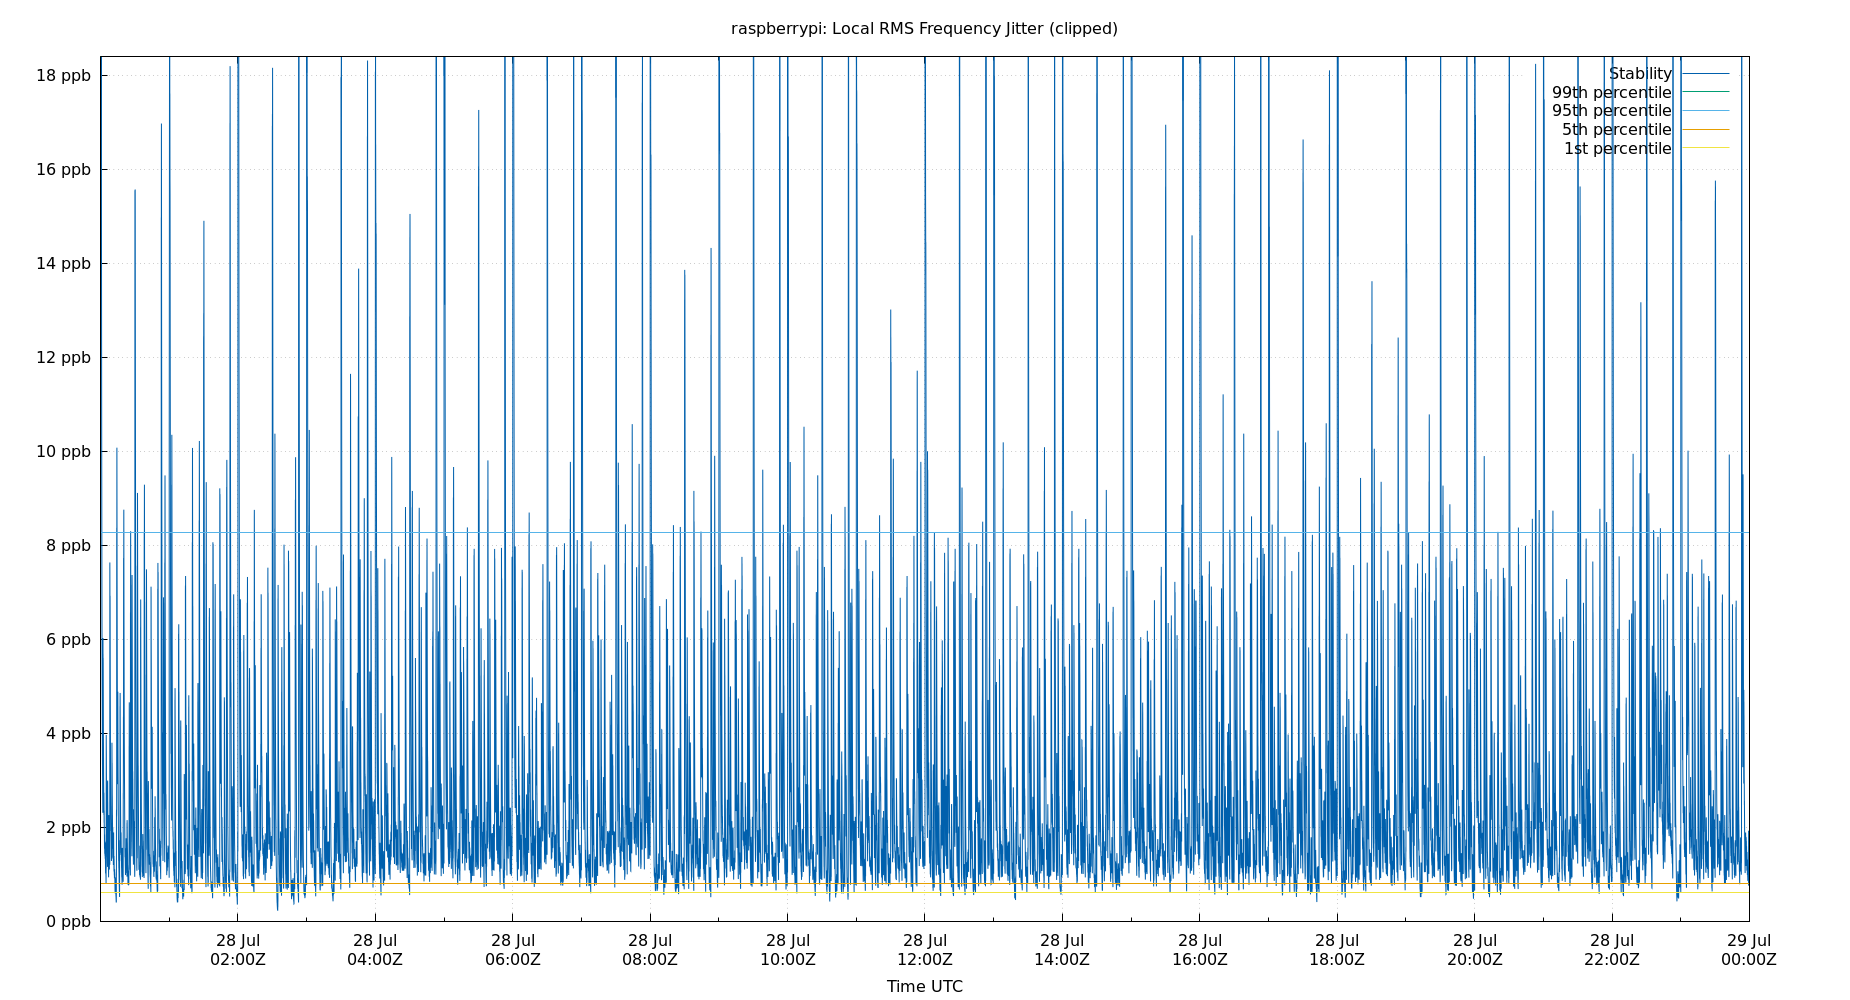 raspberrypi: Local RMS Frequency Jitter (clipped)
18 ppb
16 ppb
14 ppb
12 ppb
10 ppb
8 ppb
6 ppb
4 ppb
2 ppb
0 ppb
Stability
99th percentile
95th percentile
5th percentile
1st percentile
28 Jul 28 Jul 28 Jul 28 Jul 28 Jul 28 Jul 28 Jul 28 Jul 28 Jul 28 Jul 28 Jul 29 Jul
02:00Z 04:00Z 06:00Z 08:00Z 10:00Z 12:00Z 14:00Z 16:00Z 18:00Z 20:00Z 22:00Z 00:00Z
Time UTC